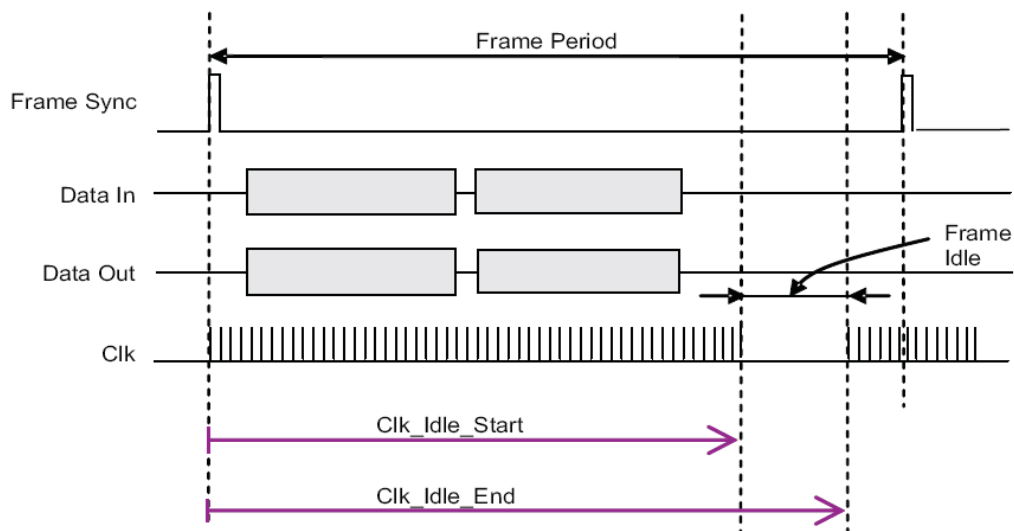 Frame Period
Frame Sync
Data In
Data Out
Frame
Idle
Clk
Clk_Idle_Start
Clk_Idle_End